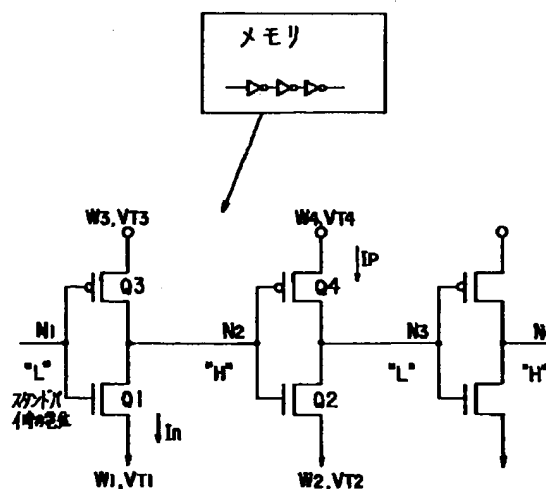 メモリ
W3,VT3
W4,VT4
IP
Q3
Q4
N1
N2
N3
N
"L"
"H"
"L"
"H"
スタンバ
イ時の電位
Q1
Q2
In
W1,VT1
W2,VT2